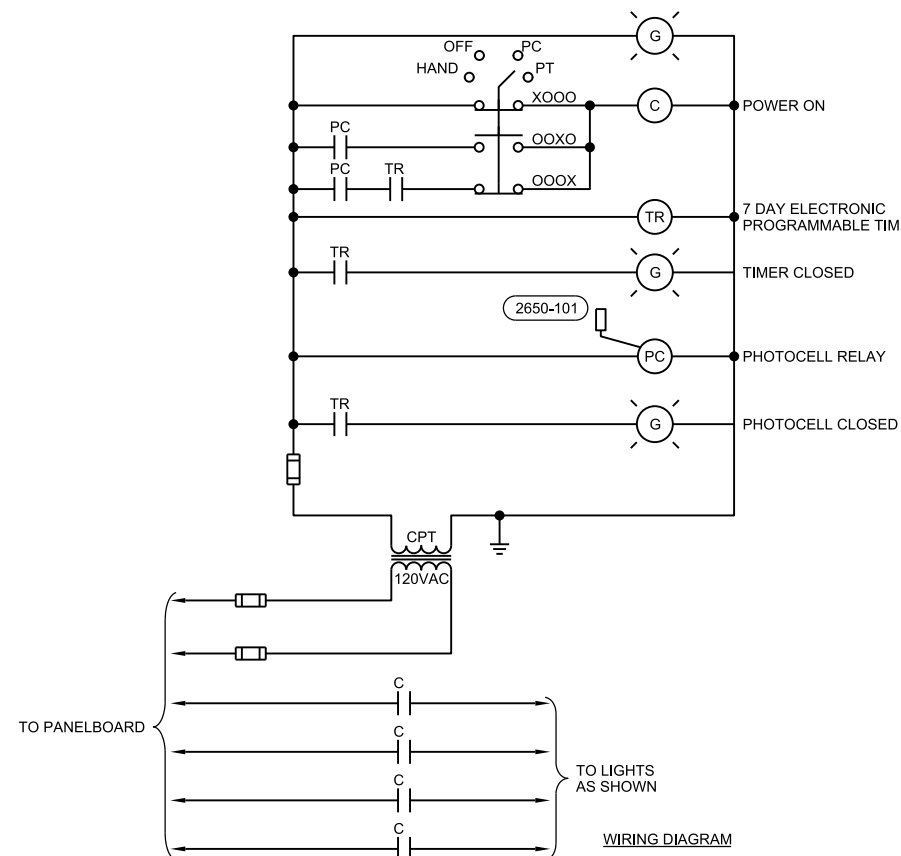 G
OFF
PC
HAND
PT
XOOO
C
POWER ON
PC
OOXO
PC
TR
OOOX
TR
7 DAY ELECTRONIC
PROGRAMMABLE TIM
TR
G
TIMER CLOSED
2650-101
PC
PHOTOCELL RELAY
TR
G
PHOTOCELL CLOSED
CPT
120VAC
C
TO PANELBOARD
C
TO LIGHTS
AS SHOWN
C
C
WIRING DIAGRAM